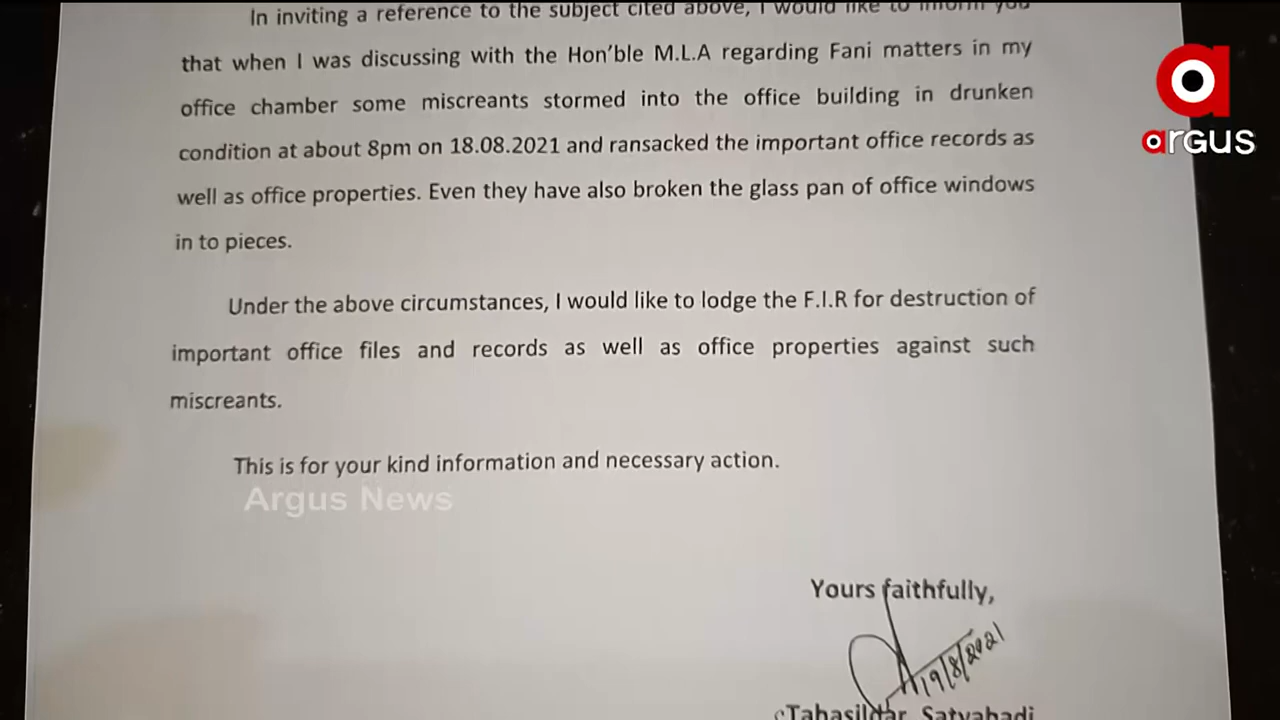 In inviting a reference to the subject cited above, I would like to inform you
that when I was discussing with the Hon'ble M.L.A regarding Fani matters in my
office chamber some miscreants stormed into the office building in drunken
condition at about 8pm on 18.08.2021 and ransacked the important office records as
well as office properties. Even they have also broken the glass pan of office windows
in to pieces.
Under the above circumstances, I would like to lodge the F.I.R for destruction of
important office files and records as well as office properties against such
miscreants.
This is for your kind information and necessary action.
Argus News
Yours faithfully,
19/8/2021
Tahasildar, Satyabadi
argus